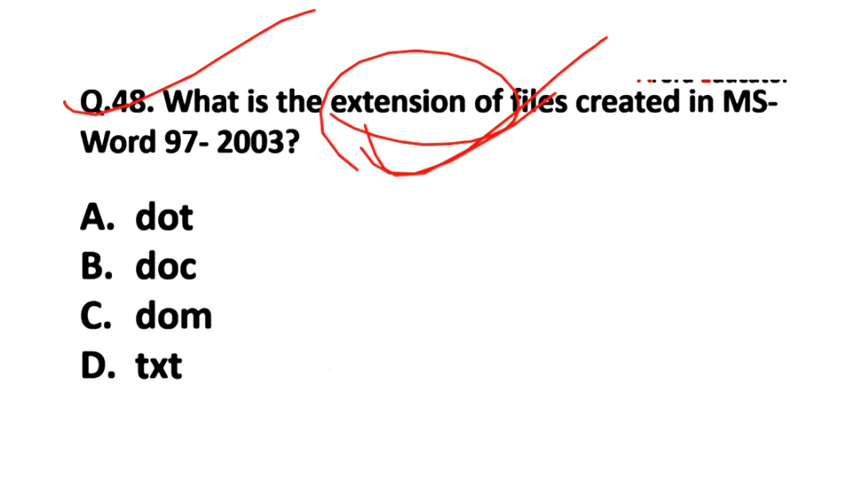 Q.48. What is the extension of files created in MS-
Word 97- 2003?
A. dot
B. doc
C. dom
D. txt